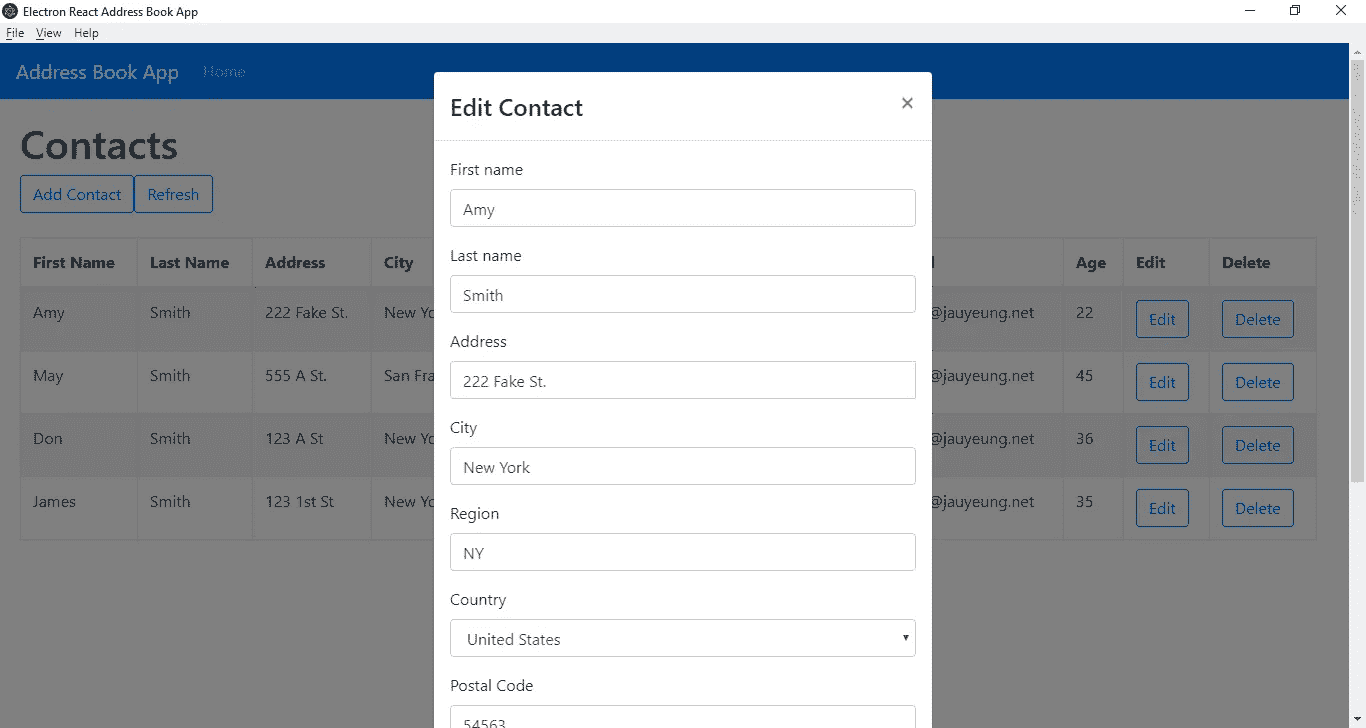 Electron React Address Book App
File View Help
Address Book App Home
Edit Contact ×
Contacts
Add Contact Refresh
First name
Amy
Last name
Smith
Address
222 Fake St.
City
New York
Region
NY
Country
United States
Postal Code
54563
First Name Last Name Address City Age Edit Delete
Amy Smith 222 Fake St. New Yo @jauyeung.net 22 Edit Delete
May Smith 555 A St. San Fra @jauyeung.net 45 Edit Delete
Don Smith 123 A St New Yo @jauyeung.net 36 Edit Delete
James Smith 123 1st St New Yo @jauyeung.net 35 Edit Delete